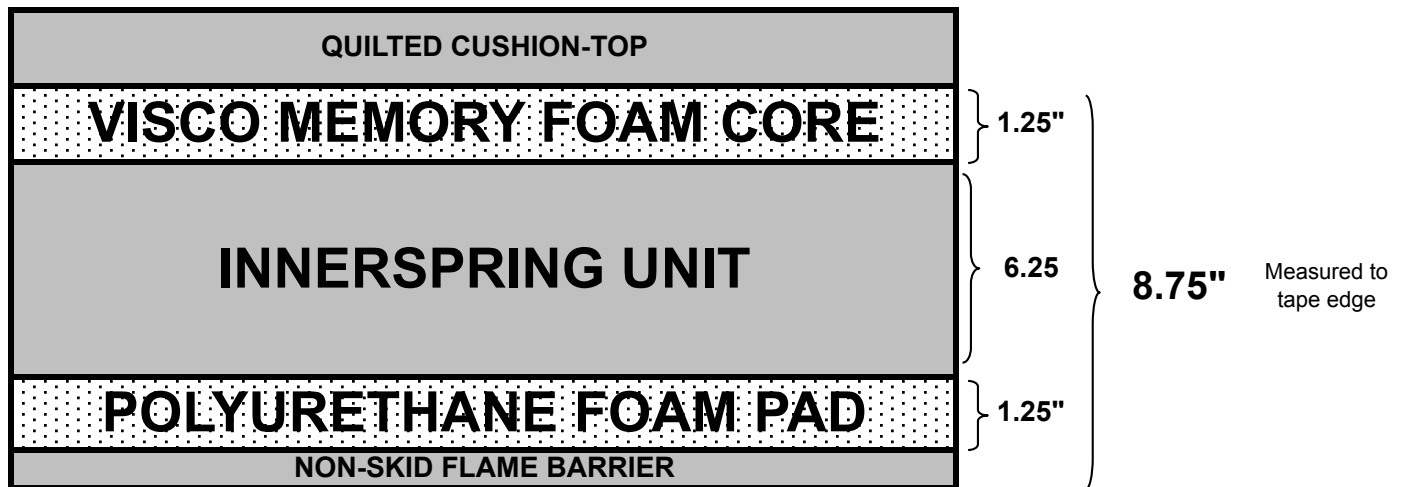 QUILTED CUSHION-TOP
VISCO MEMORY FOAM CORE
1.25"
INNERSPRING UNIT
6.25
8.75"
Measured to
tape edge
POLYURETHANE FOAM PAD
1.25"
NON-SKID FLAME BARRIER